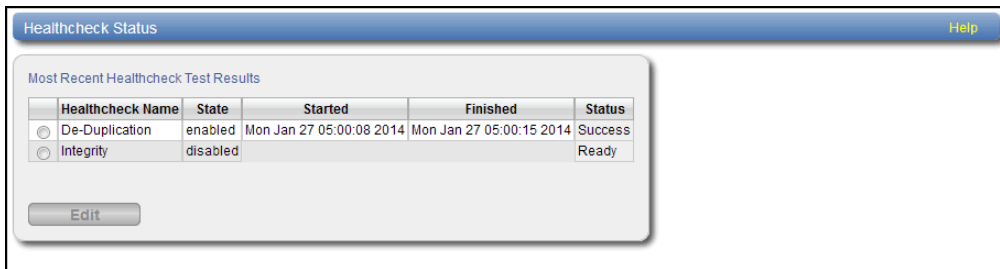 Healthcheck Status Help
Most Recent Healthcheck Test Results
Healthcheck Name State Started Finished Status
De-Duplication enabled Mon Jan 27 05:00:08 2014 Mon Jan 27 05:00:15 2014 Success
Integrity disabled Ready
Edit